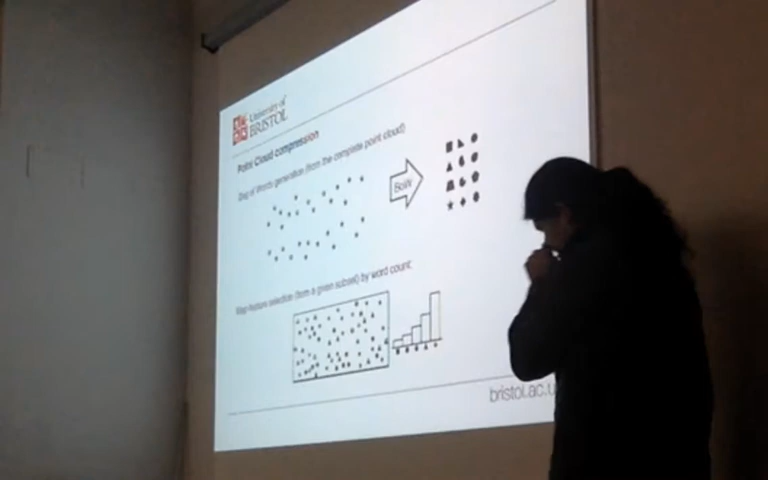 University of
BRISTOL
Point Cloud compression
Bag of Words generation (from the complete point cloud)
BoW
Map feature selection (from a given subset) by word count:
bristol.ac.u